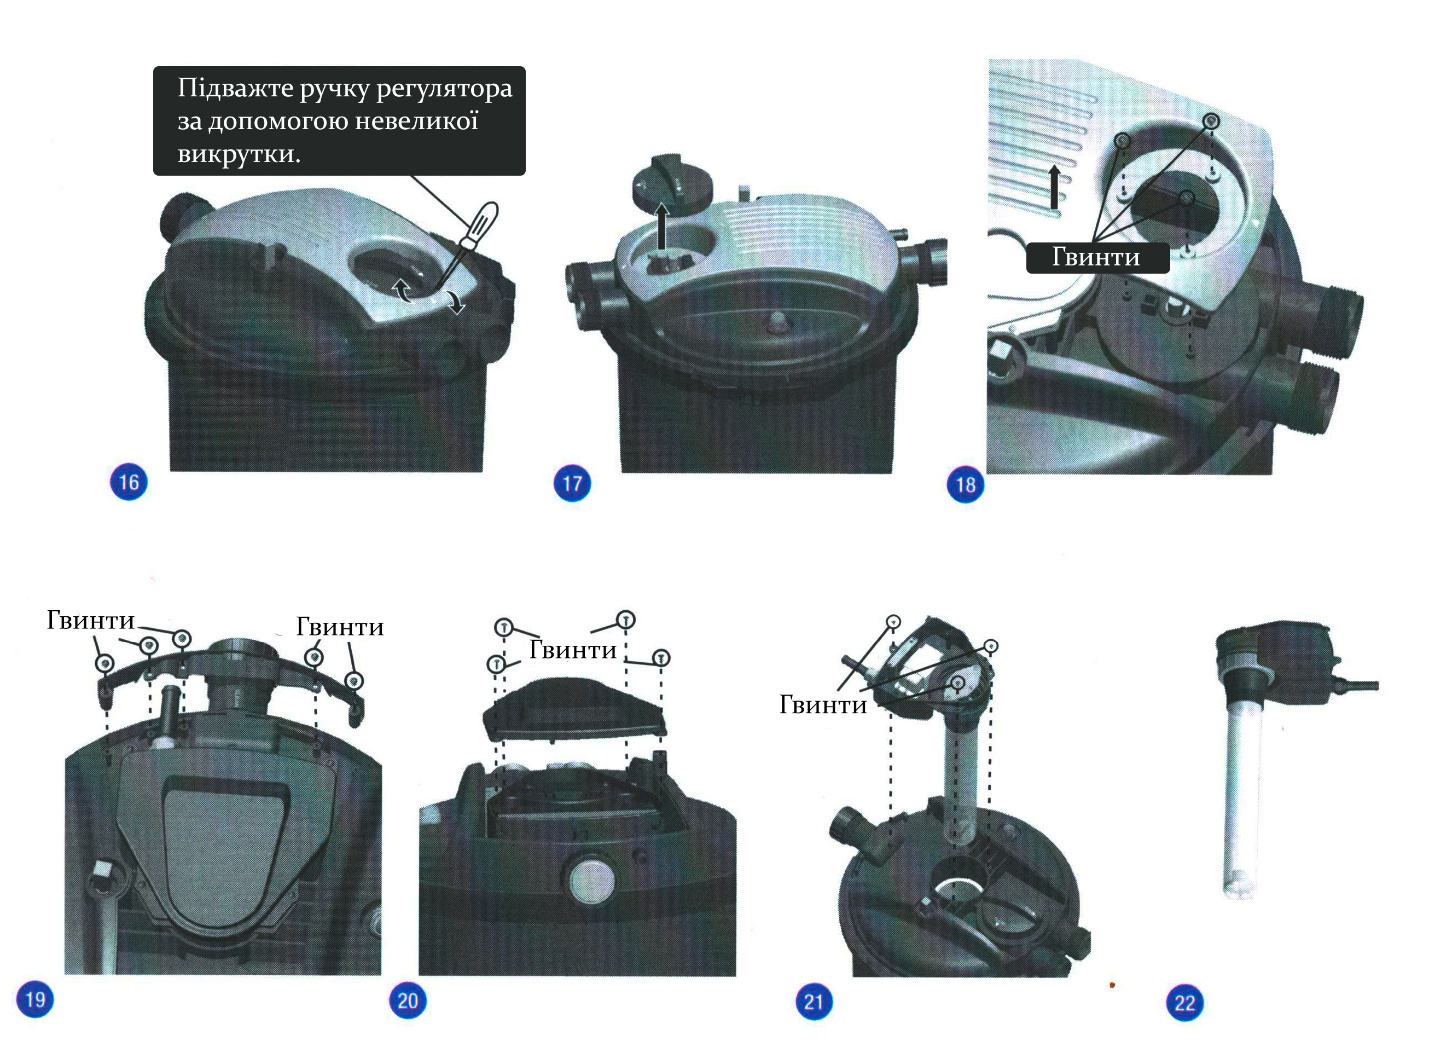 Підважте ручку регулятора
за допомогою невеликої
викрутки.
Гвинти
16
17
18
Гвинти
Гвинти
Гвинти
Гвинти
19
20
21
22